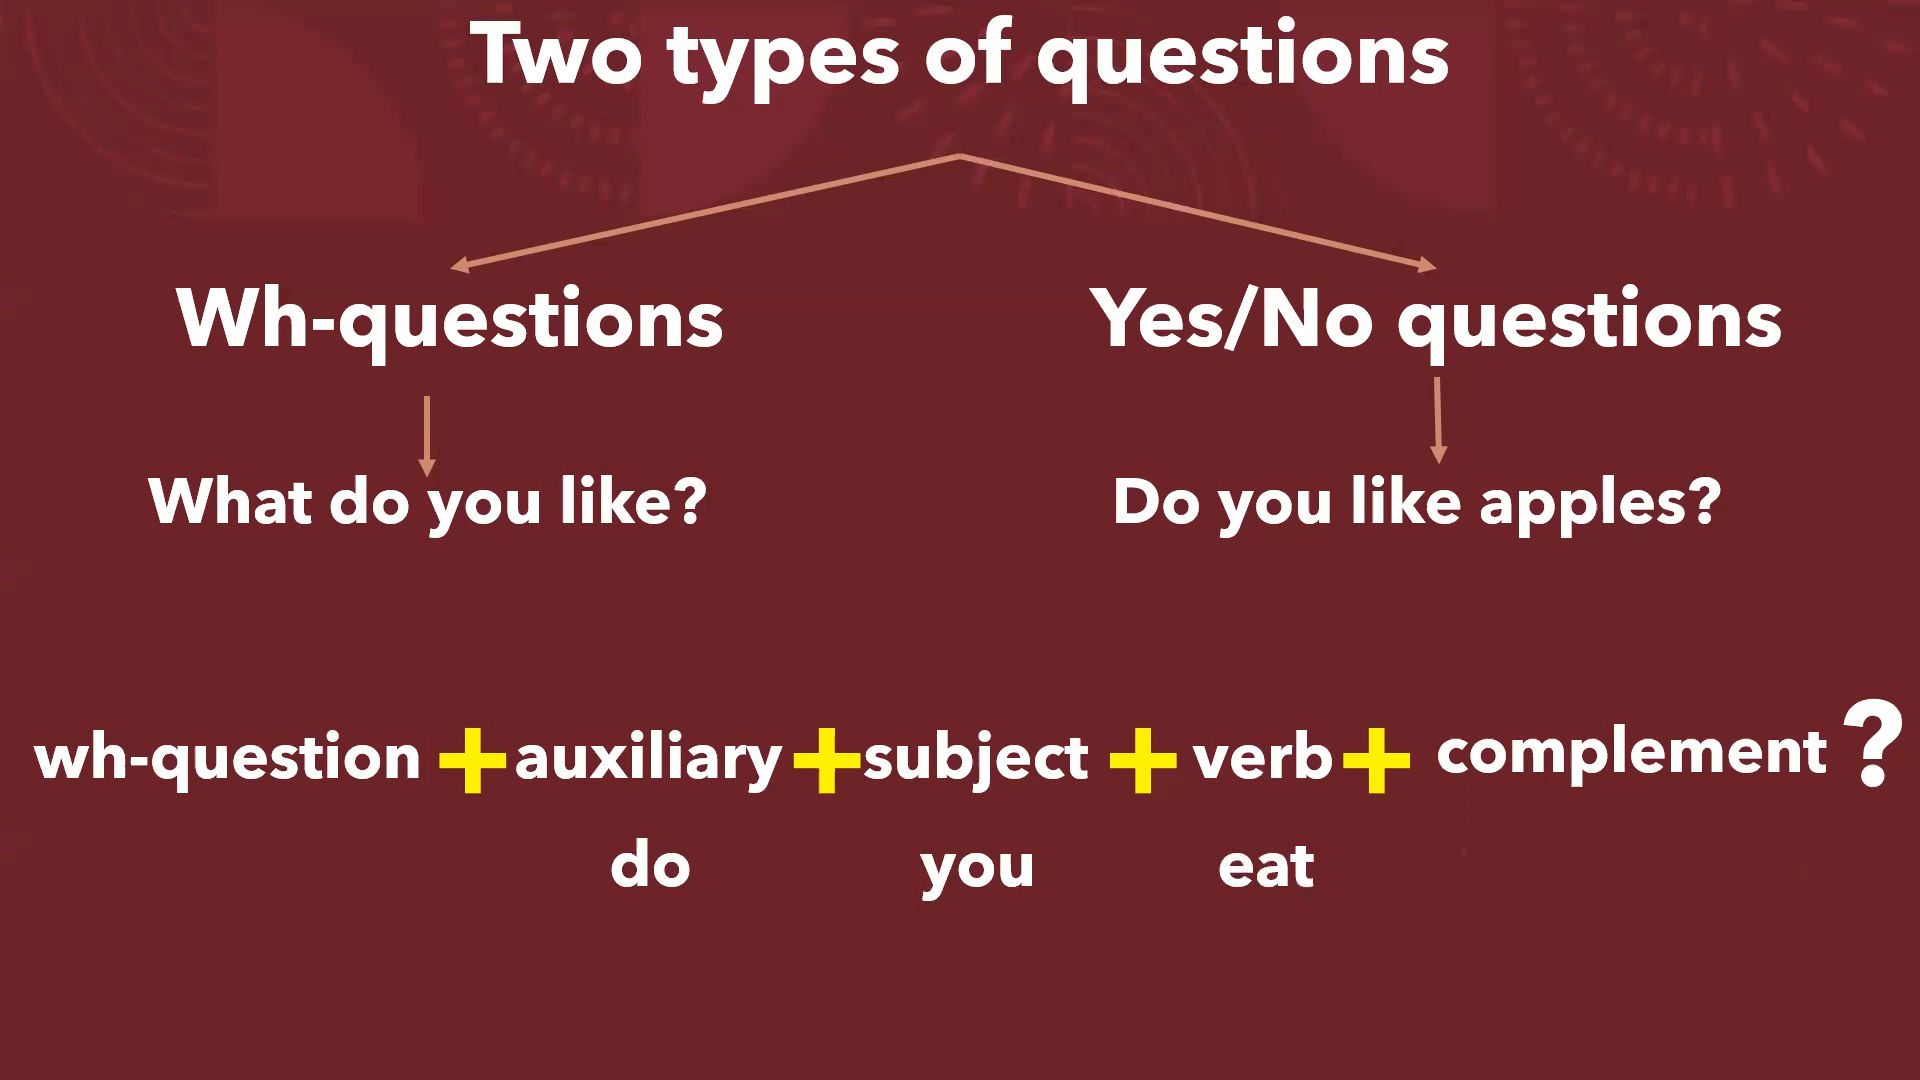 Two types of questions
Wh-questions
Yes/No questions
What do you like?
Do you like apples?
wh-question + auxiliary + subject + verb + complement ?
do you eat